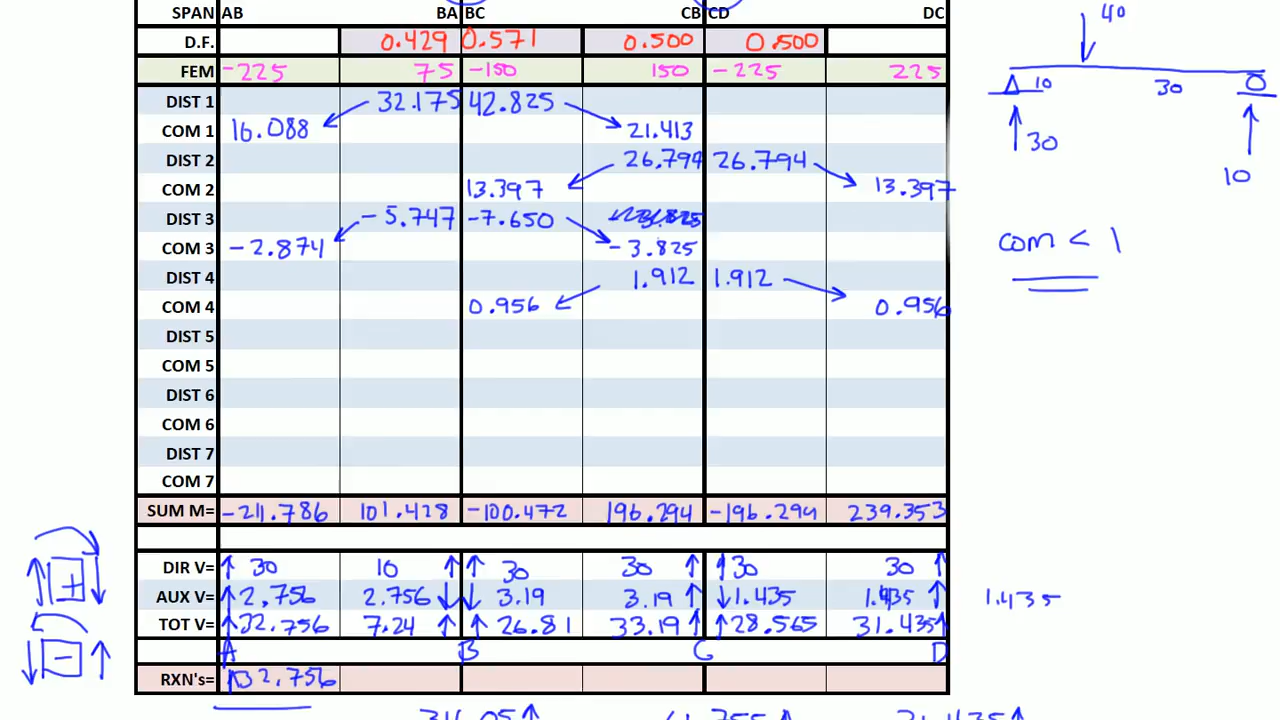 SPAN AB BA BC CB CD DC
D.F. 0.429 0.571 0.500 0.500
FEM -225 75 -150 150 -225 225
DIST 1 32.175 42.825
COM 1 16.088 21.413
DIST 2 26.794 26.794
COM 2 13.397 13.397
DIST 3 -5.747 -7.650
COM 3 -2.874 -3.825
DIST 4 1.912 1.912
COM 4 0.956 0.956
DIST 5
COM 5
DIST 6
COM 6
DIST 7
COM 7
SUM M= -211.786 101.428 -100.472 196.294 -196.294 239.353
DIR V= 30 10 30 30 30 30
AUX V= 2.756 2.756 3.19 3.19 1.435 1.435
TOT V= 32.756 7.24 26.81 33.19 28.565 31.435
A B C D
RXN's= 32.756
40
10 30
30
10
com < 1
1.435
+
-